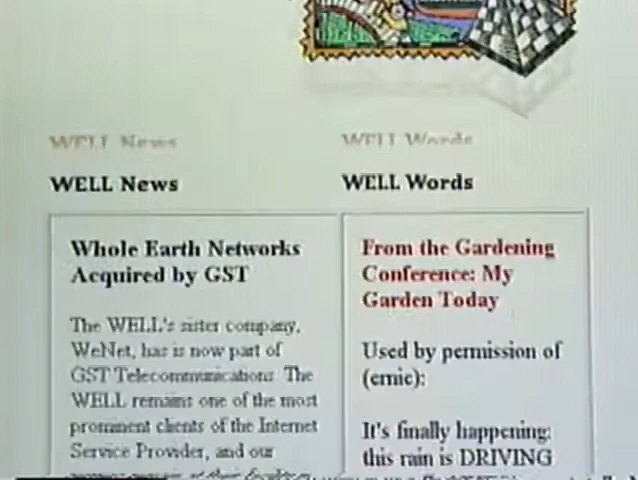 WELL News
WELL Words
WELL News
WELL Words
Whole Earth Networks
Acquired by GST
The WELL's sister company,
WeNet, has is now part of
GST Telecommunications The
WELL remains one of the most
prominent clients of the Internet
Service Provider, and our
From the Gardening
Conference: My
Garden Today
Used by permission of
(ernic):
It's finally happening:
this rain is DRIVING